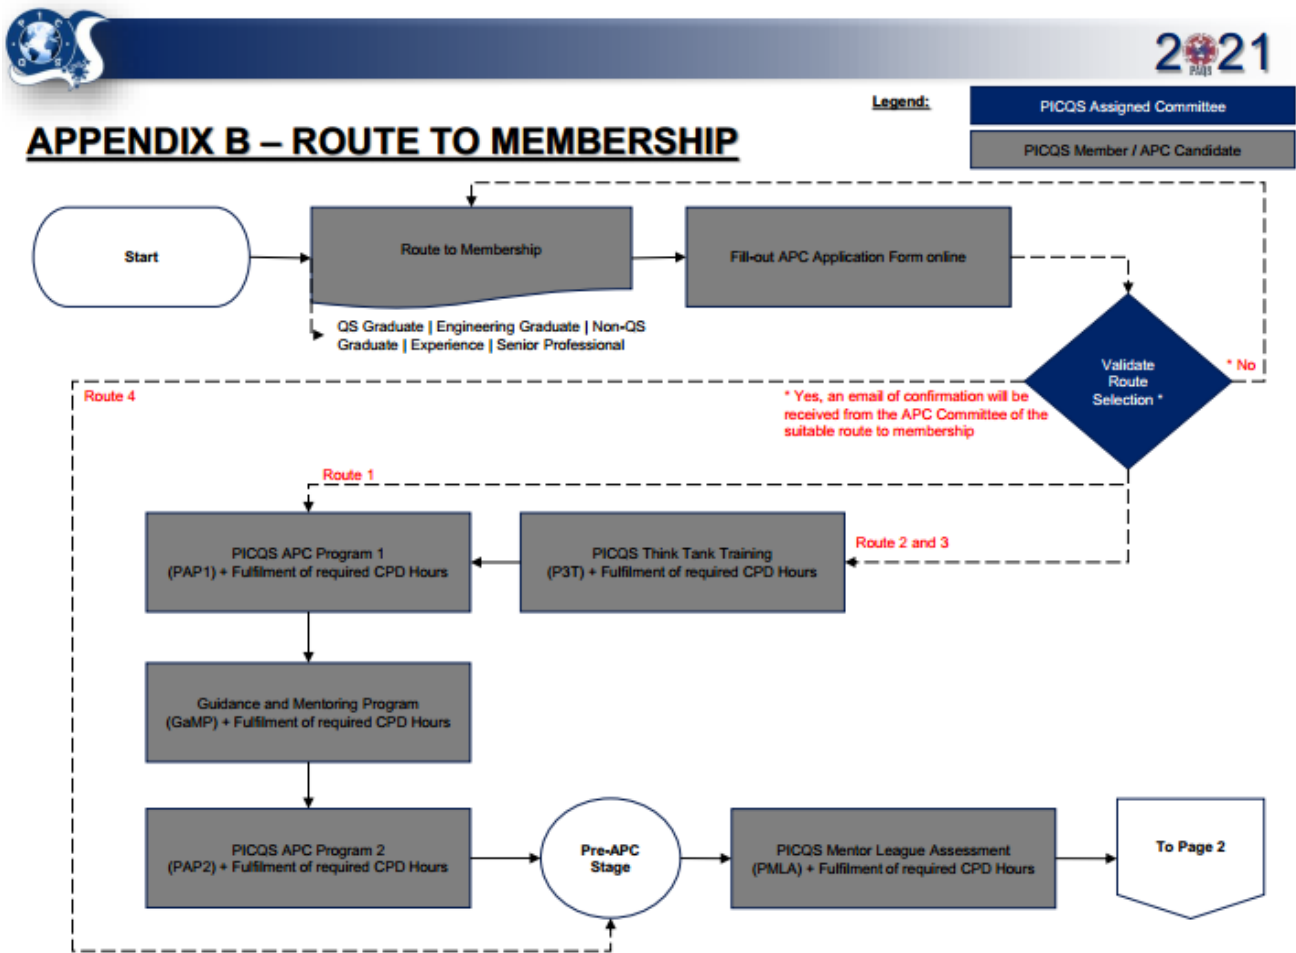 2021
PAQS
Legend:
PICQS Assigned Committee
APPENDIX B – ROUTE TO MEMBERSHIP
PICQS Member / APC Candidate
Start
Route to Membership
Fill-out APC Application Form online
QS Graduate | Engineering Graduate | Non-QS
Graduate | Experience | Senior Professional
Validate
Route
Selection *
* No
Route 4
* Yes, an email of confirmation will be
received from the APC Committee of the
suitable route to membership
Route 1
Route 2 and 3
PICQS APC Program 1
(PAP1) + Fulfilment of required CPD Hours
PICQS Think Tank Training
(P3T) + Fulfilment of required CPD Hours
Guidance and Mentoring Program
(GaMP) + Fulfilment of required CPD Hours
PICQS APC Program 2
(PAP2) + Fulfilment of required CPD Hours
Pre-APC
Stage
PICQS Mentor League Assessment
(PMLA) + Fulfilment of required CPD Hours
To Page 2